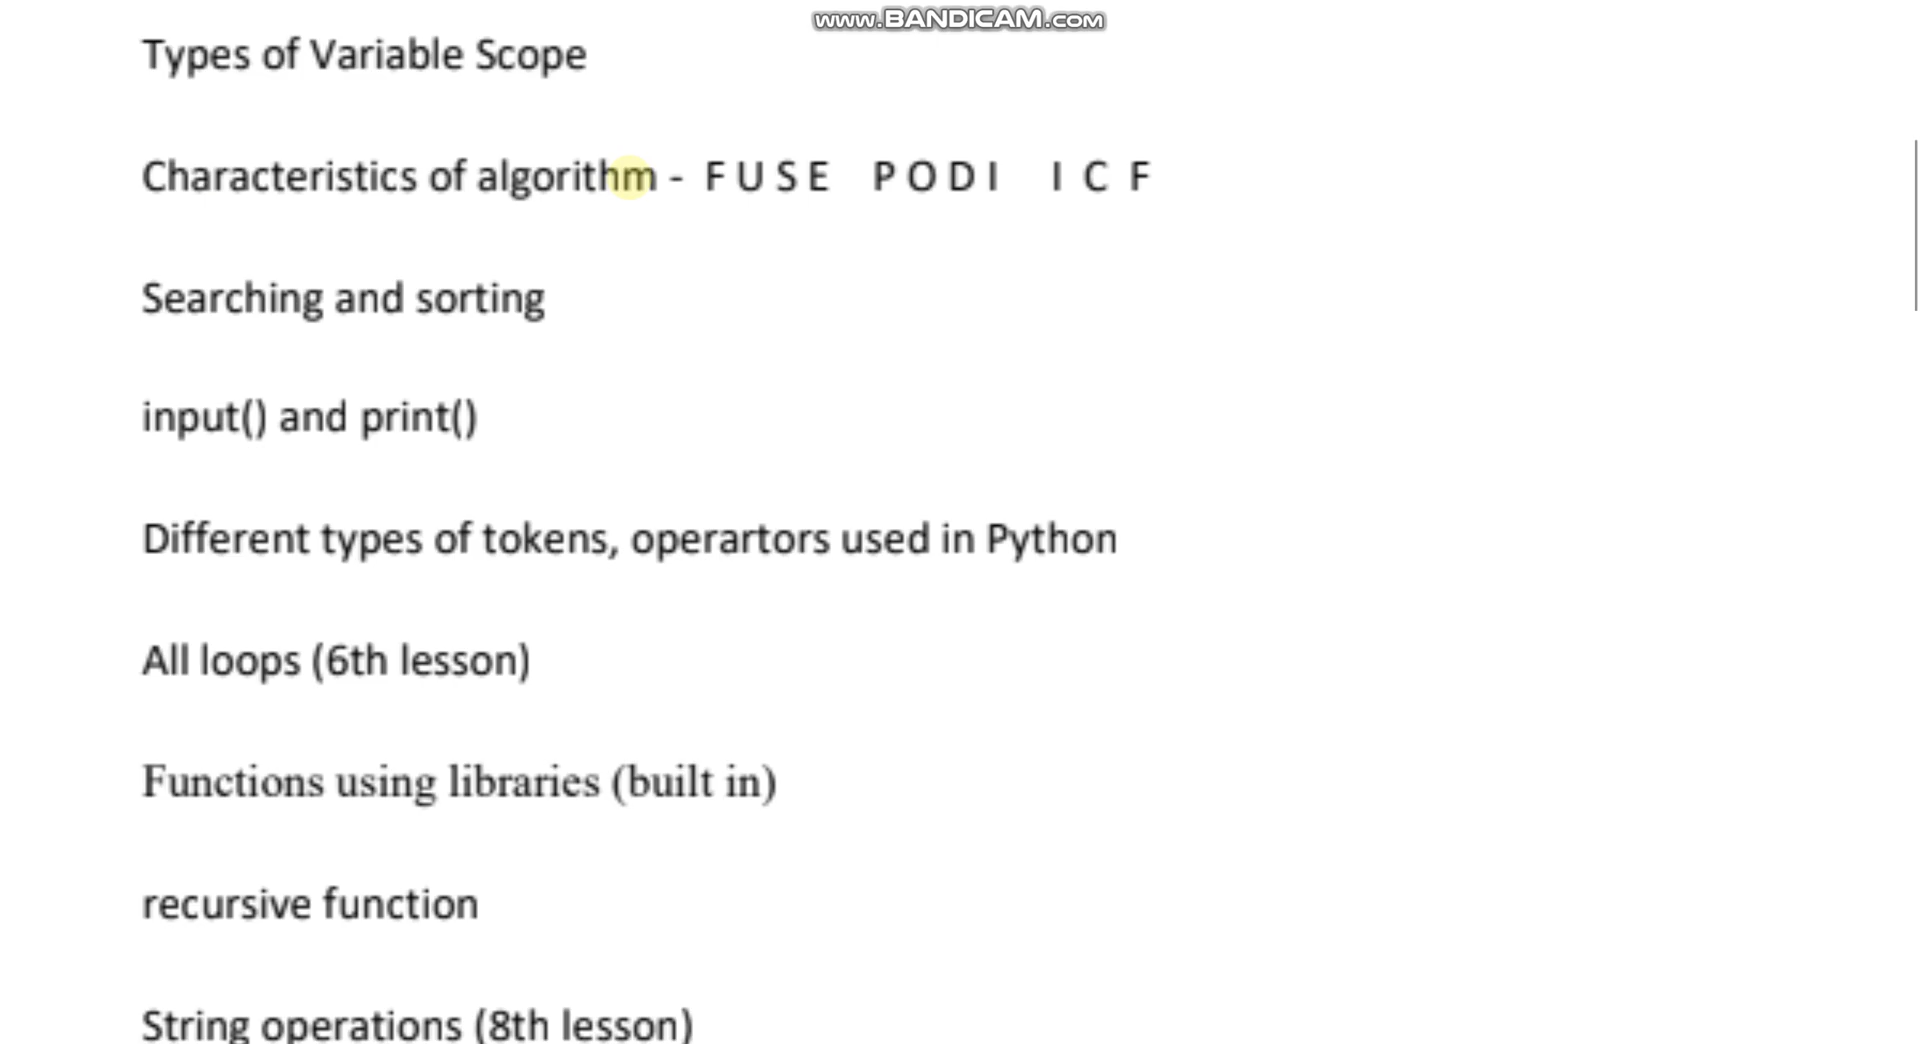 www.BANDICAM.com
Types of Variable Scope
Characteristics of algorithm - F U S E P O D I I C F
Searching and sorting
input() and print()
Different types of tokens, operartors used in Python
All loops (6th lesson)
Functions using libraries (built in)
recursive function
String operations (8th lesson)